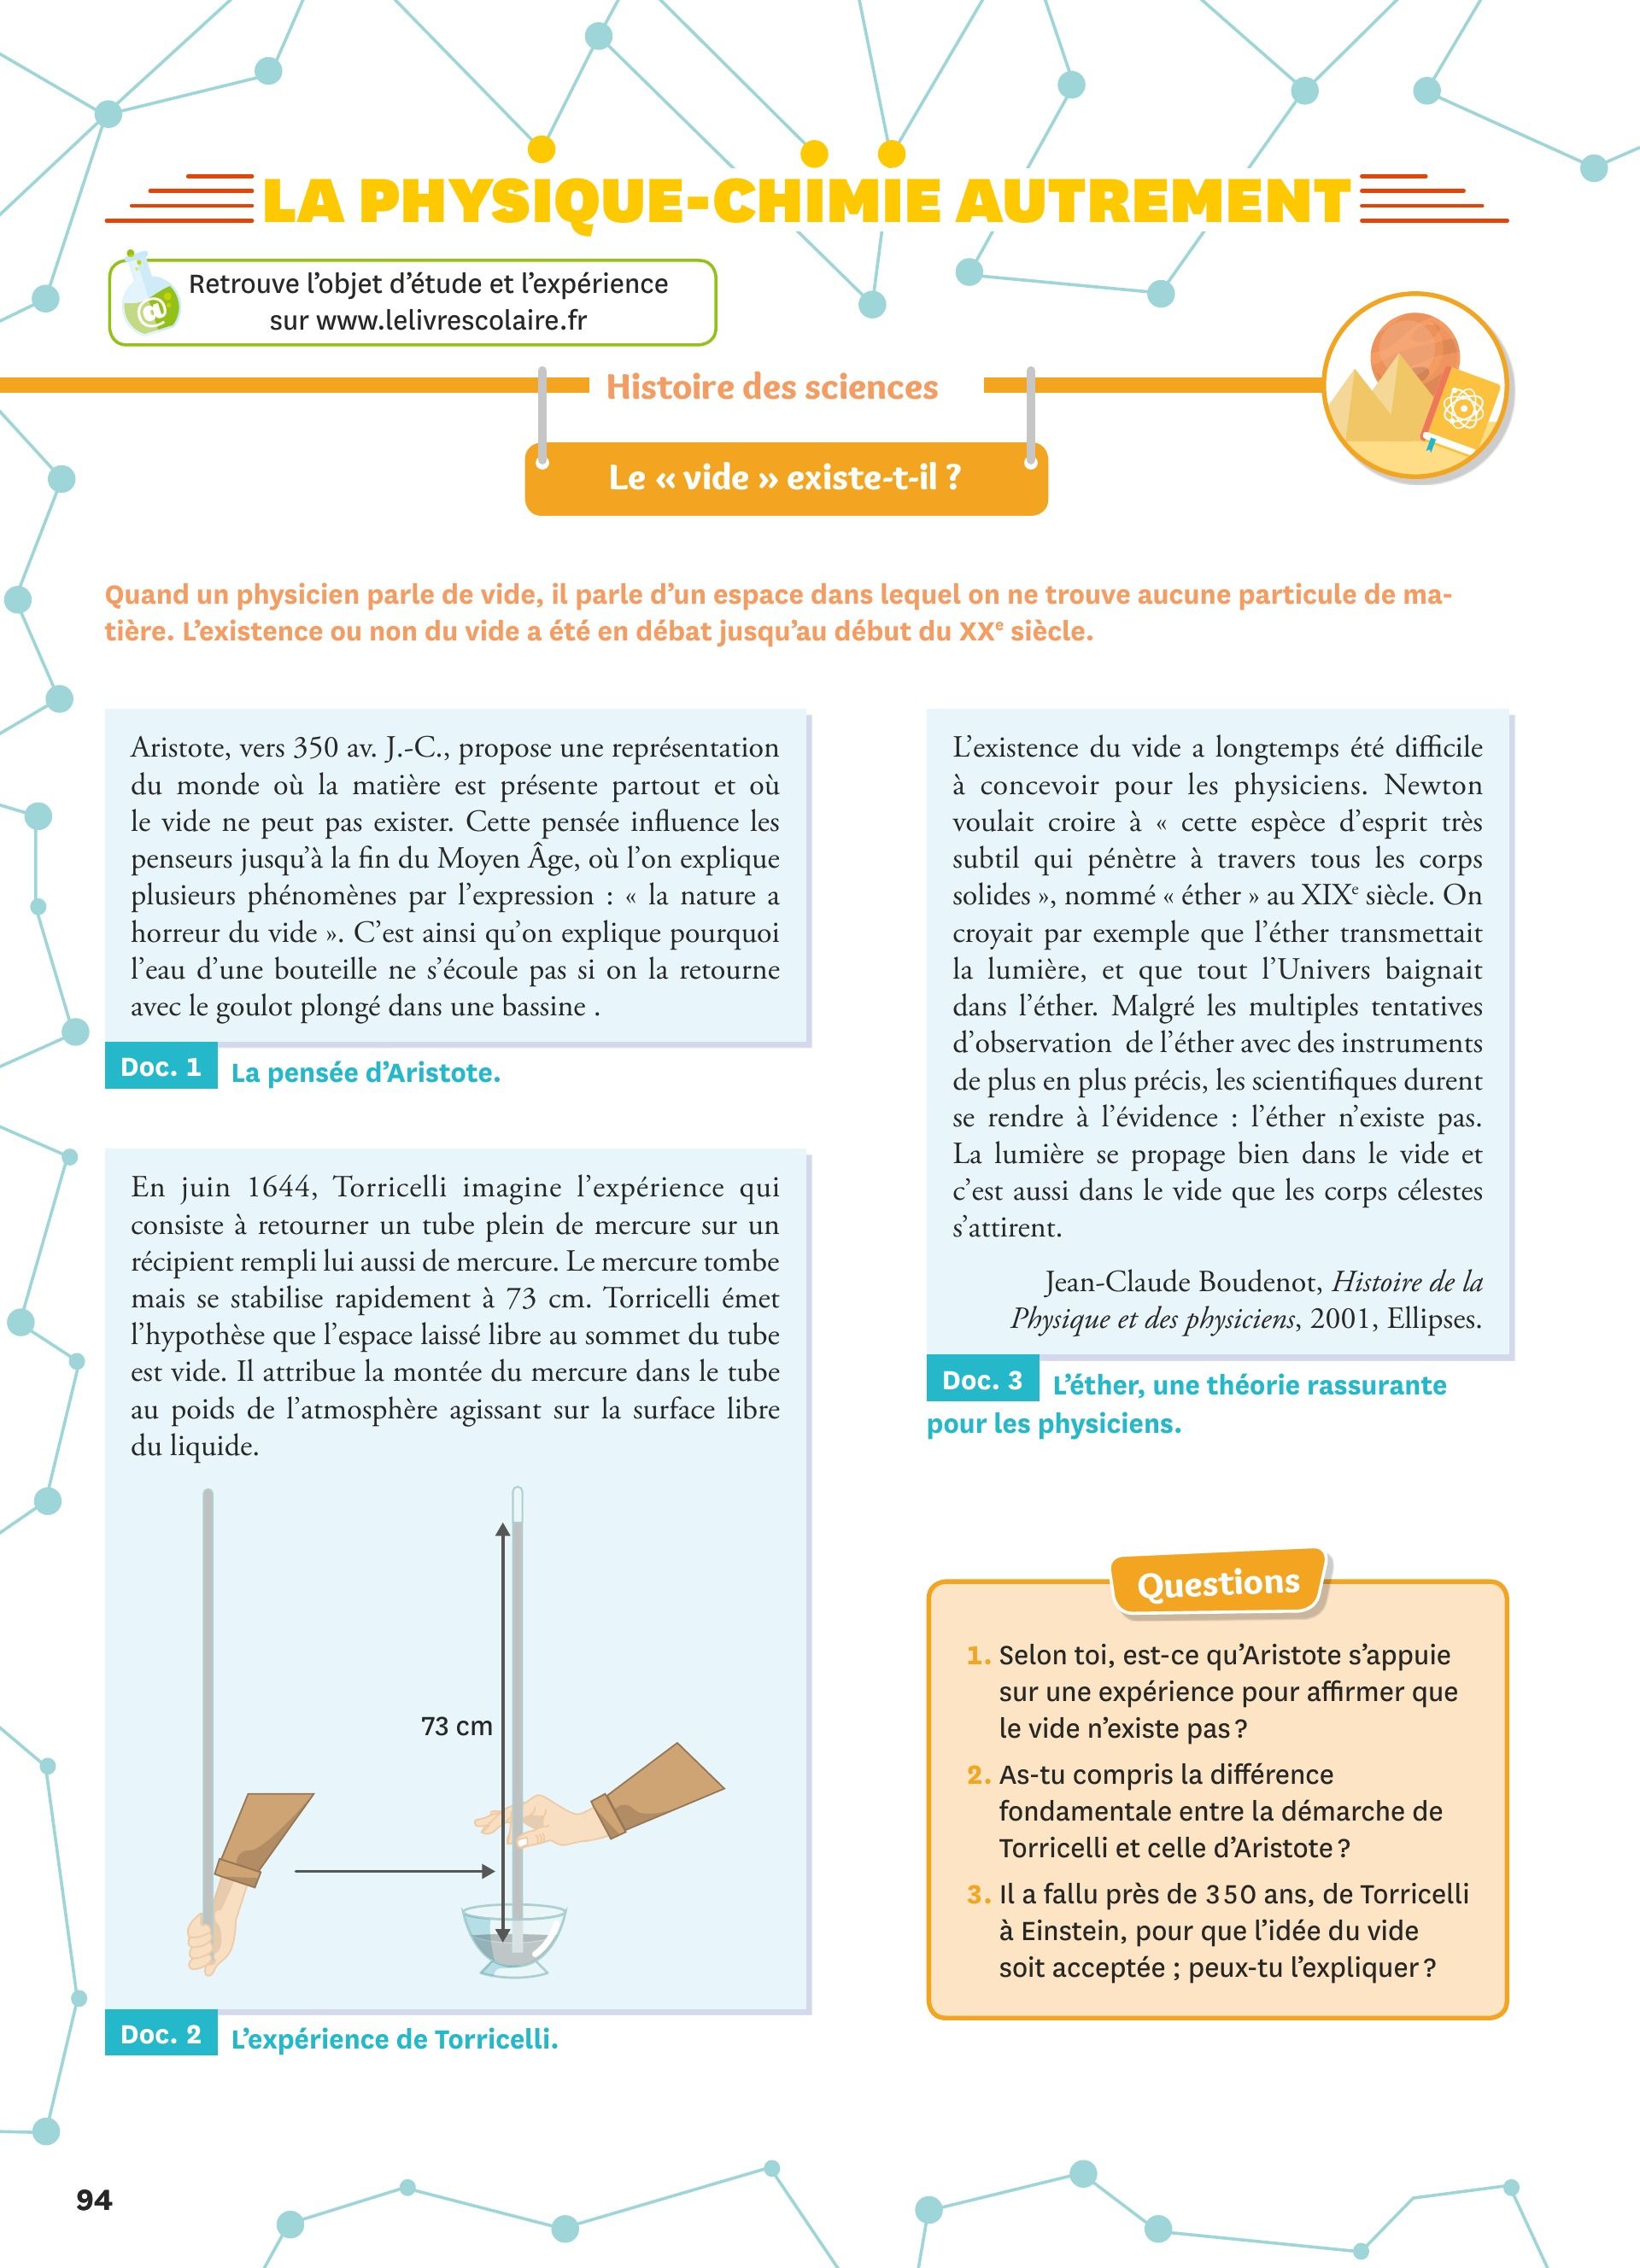 LA PHYSIQUE-CHIMIE AUTREMENT
Retrouve l'objet d'étude et l'expérience
sur www.lelivrescolaire.fr
@
Histoire des sciences
Le « vide » existe-t-il ?
Quand un physicien parle de vide, il parle d'un espace dans lequel on ne trouve aucune particule de ma-
tière. L'existence ou non du vide a été en débat jusqu'au début du XXe siècle.
Aristote, vers 350 av. J.-C., propose une représentation
du monde où la matière est présente partout et où
le vide ne peut pas exister. Cette pensée influence les
penseurs jusqu'à la fin du Moyen Âge, où l'on explique
plusieurs phénomènes par l'expression : « la nature a
horreur du vide ». C'est ainsi qu'on explique pourquoi
l'eau d'une bouteille ne s'écoule pas si on la retourne
avec le goulot plongé dans une bassine .
Doc. 1 La pensée d'Aristote.
En juin 1644, Torricelli imagine l'expérience qui
consiste à retourner un tube plein de mercure sur un
récipient rempli lui aussi de mercure. Le mercure tombe
mais se stabilise rapidement à 73 cm. Torricelli émet
l'hypothèse que l'espace laissé libre au sommet du tube
est vide. Il attribue la montée du mercure dans le tube
au poids de l'atmosphère agissant sur la surface libre
du liquide.
73 cm
Doc. 2 L'expérience de Torricelli.
L'existence du vide a longtemps été difficile
à concevoir pour les physiciens. Newton
voulait croire à « cette espèce d'esprit très
subtil qui pénètre à travers tous les corps
solides », nommé « éther » au XIXe siècle. On
croyait par exemple que l'éther transmettait
la lumière, et que tout l'Univers baignait
dans l'éther. Malgré les multiples tentatives
d'observation de l'éther avec des instruments
de plus en plus précis, les scientifiques durent
se rendre à l'évidence : l'éther n'existe pas.
La lumière se propage bien dans le vide et
c'est aussi dans le vide que les corps célestes
s'attirent.
Jean-Claude Boudenot, Histoire de la
Physique et des physiciens, 2001, Ellipses.
Doc. 3 L'éther, une théorie rassurante
pour les physiciens.
Questions
1. Selon toi, est-ce qu'Aristote s'appuie
sur une expérience pour affirmer que
le vide n'existe pas ?
2. As-tu compris la différence
fondamentale entre la démarche de
Torricelli et celle d'Aristote ?
3. Il a fallu près de 350 ans, de Torricelli
à Einstein, pour que l'idée du vide
soit acceptée ; peux-tu l'expliquer ?
94